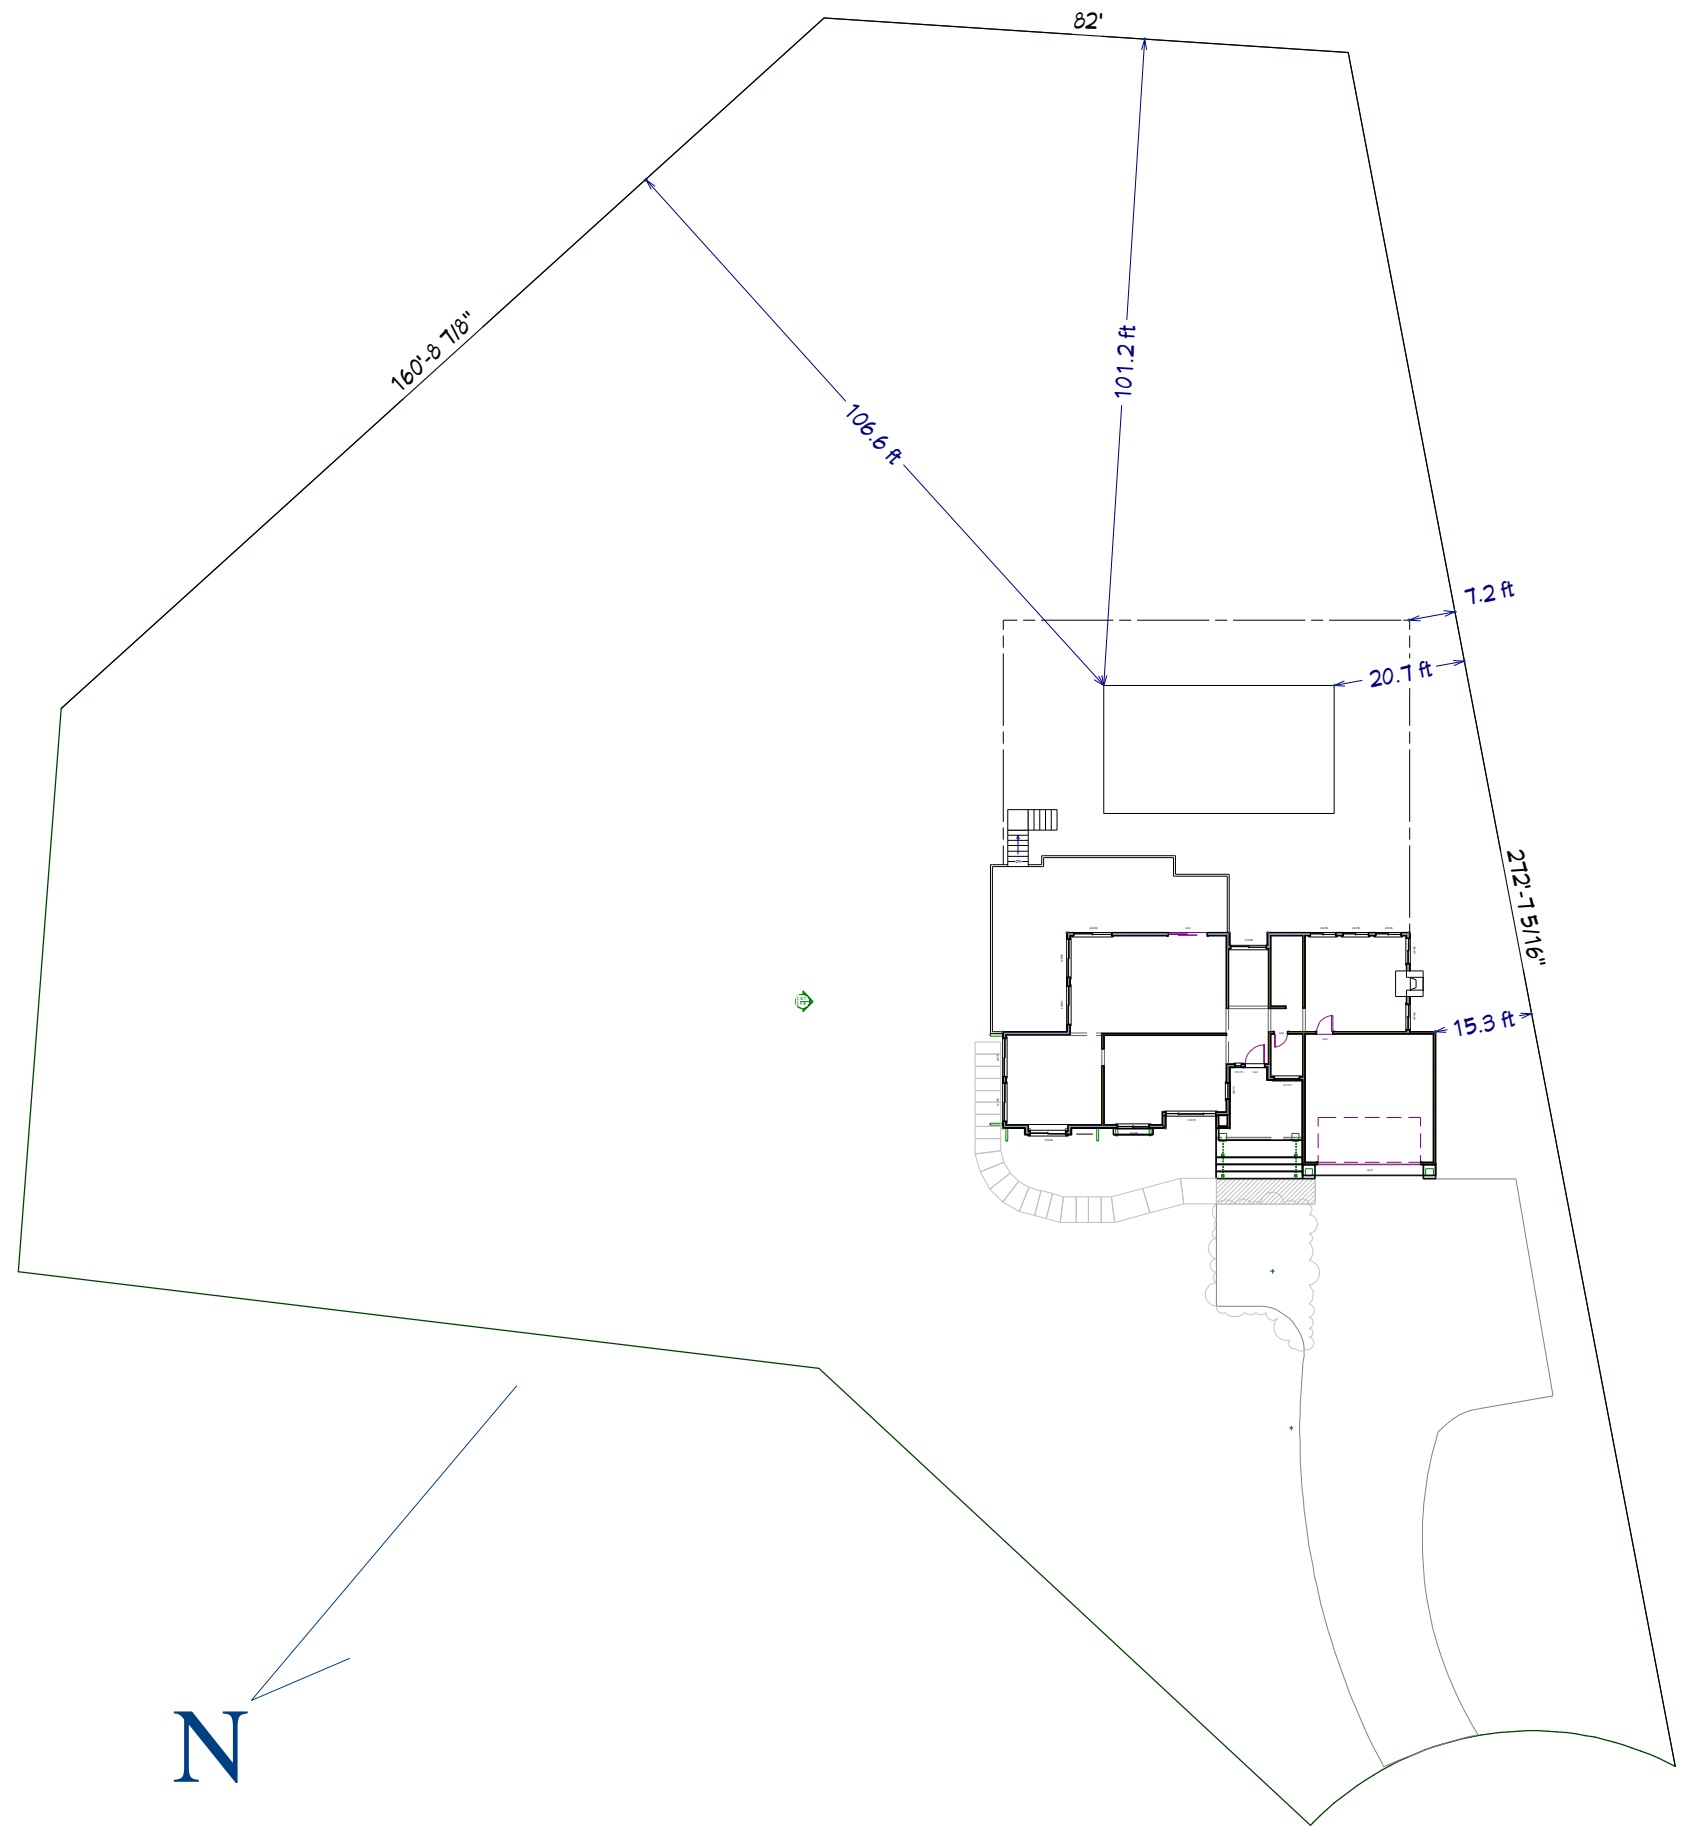 82'
160'-8 7/8"
101.2 ft
106.6 ft
7.2 ft
20.7 ft
272'-7 5/16"
15.3 ft
N